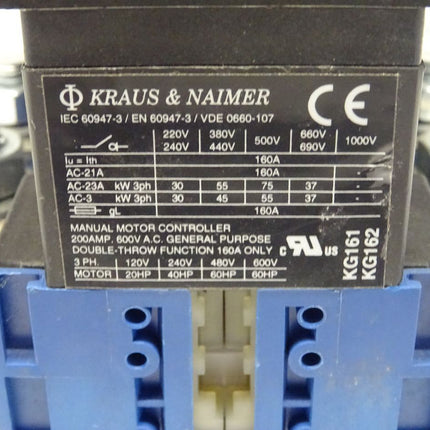 KRAUS & NAIMER
CE
IEC 60947-3 / EN 60947-3 / VDE 0660-107
220V 240V 380V 440V 500V 660V 690V 1000V
Iu = Ith 160A
AC-21A 160A -
AC-23A kW 3ph 30 55 75 37 -
AC-3 kW 3ph 30 45 55 37 -
gL 160A
MANUAL MOTOR CONTROLLER
200AMP. 600V A.C. GENERAL PURPOSE
DOUBLE-THROW FUNCTION 160A ONLY
c UR us
3 PH. 120V 240V 480V 600V
MOTOR 20HP 40HP 60HP 60HP
KG161
KG162